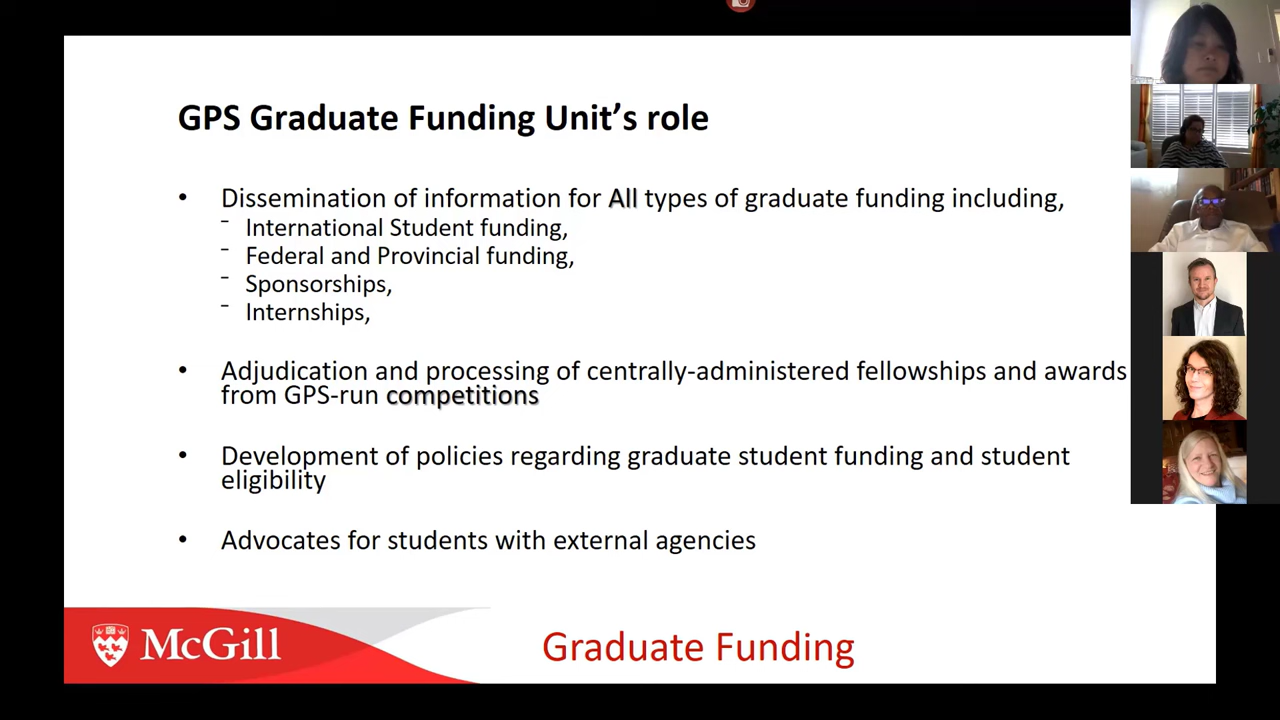 GPS Graduate Funding Unit’s role
• Dissemination of information for All types of graduate funding including,
⁻ International Student funding,
⁻ Federal and Provincial funding,
⁻ Sponsorships,
⁻ Internships,
• Adjudication and processing of centrally-administered fellowships and awards
from GPS-run competitions
• Development of policies regarding graduate student funding and student
eligibility
• Advocates for students with external agencies
McGill
Graduate Funding